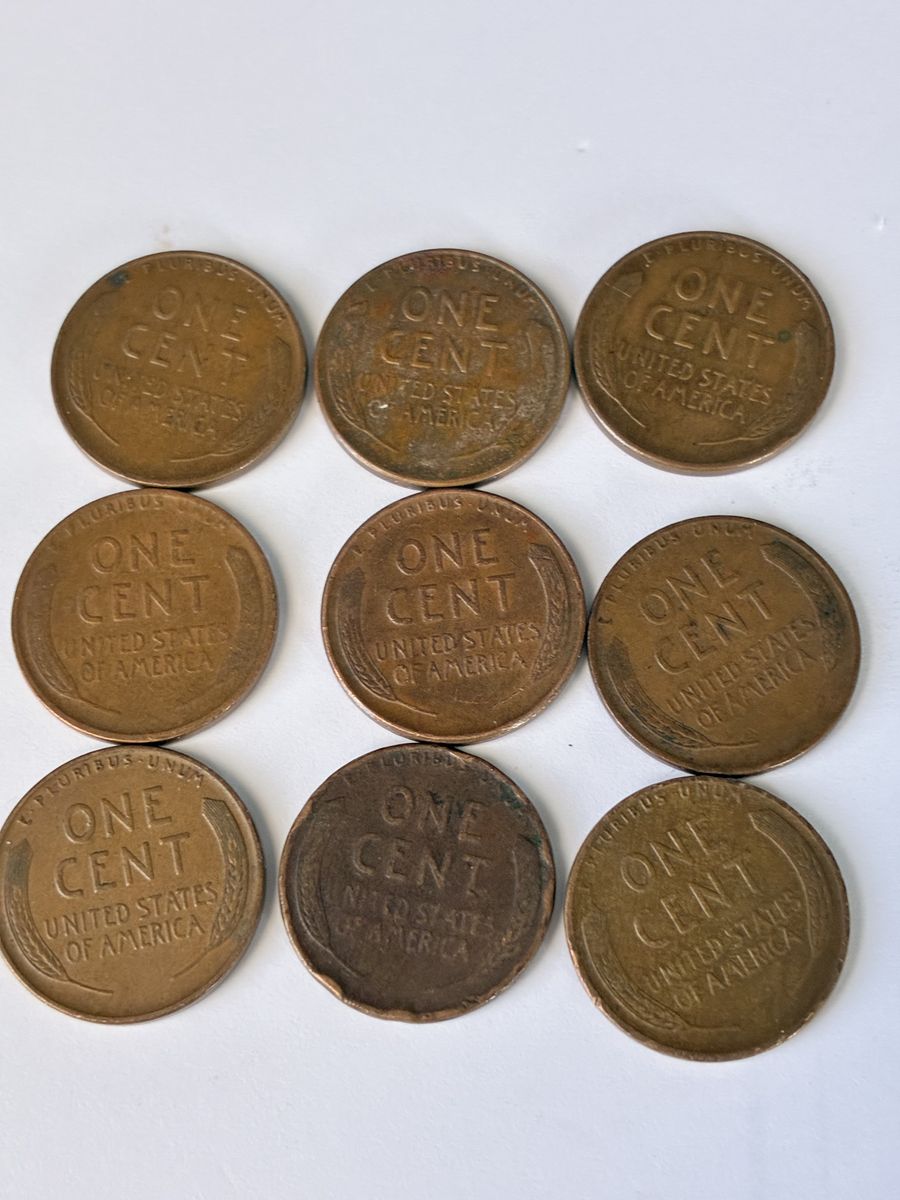 E · PLURIBUS · UNUM
ONE
CENT
UNITED STATES
OF AMERICA
E · PLURIBUS · UNUM
ONE
CENT
UNITED STATES
OF AMERICA
E · PLURIBUS · UNUM
ONE
CENT
UNITED STATES
OF AMERICA
E · PLURIBUS · UNUM
ONE
CENT
UNITED STATES
OF AMERICA
E · PLURIBUS · UNUM
ONE
CENT
UNITED STATES
OF AMERICA
E · PLURIBUS · UNUM
ONE
CENT
UNITED STATES
OF AMERICA
E · PLURIBUS · UNUM
ONE
CENT
UNITED STATES
OF AMERICA
E · PLURIBUS
ONE
CENT
UNITED STATES
OF AMERICA
E · PLURIBUS · UNUM
ONE
CENT
UNITED STATES
OF AMERICA